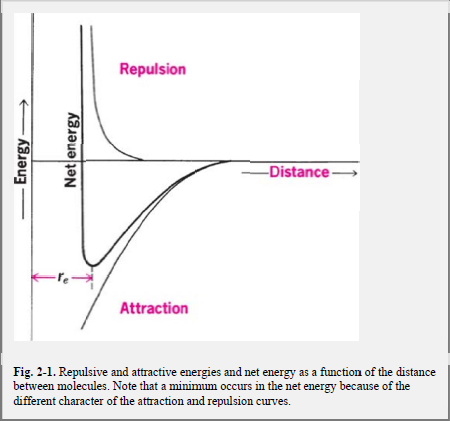 Repulsion
Energy
Net energy
Distance
re
Attraction
Fig. 2-1. Repulsive and attractive energies and net energy as a function of the distance
between molecules. Note that a minimum occurs in the net energy because of the
different character of the attraction and repulsion curves.